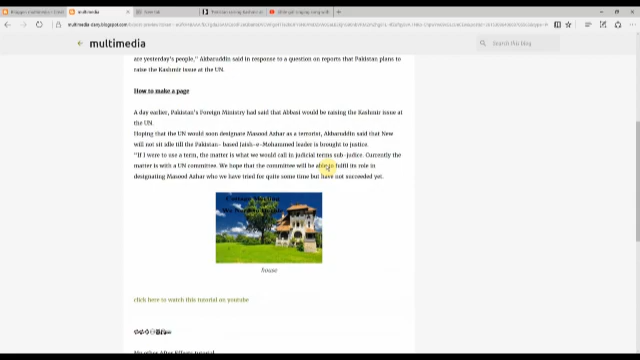 multimedia
Search this blog
are yesterday's people," Akbaruddin said in response to a question on reports that Pakistan plans to
raise the Kashmir issue at the UN.
How to make a page
A day earlier, Pakistan's Foreign Ministry had said that Abbasi would be raising the Kashmir issue at
the UN.
Hoping that the UN would soon designate Masood Azhar as a terrorist, Akbaruddin said that New
will not sit idle till the Pakistan- based Jaish-e-Mohammed leader is brought to justice.
"If I were to use a term, the matter is what we would call in judicial terms sub-judice. Currently the
matter is with a UN committee. We hope that the committee will be able to fulfil its role in
designating Masood Azhar who we have tried for quite some time but have not succeeded yet.
house
click here to watch this tutorial on youtube
My other After Effects tutorial